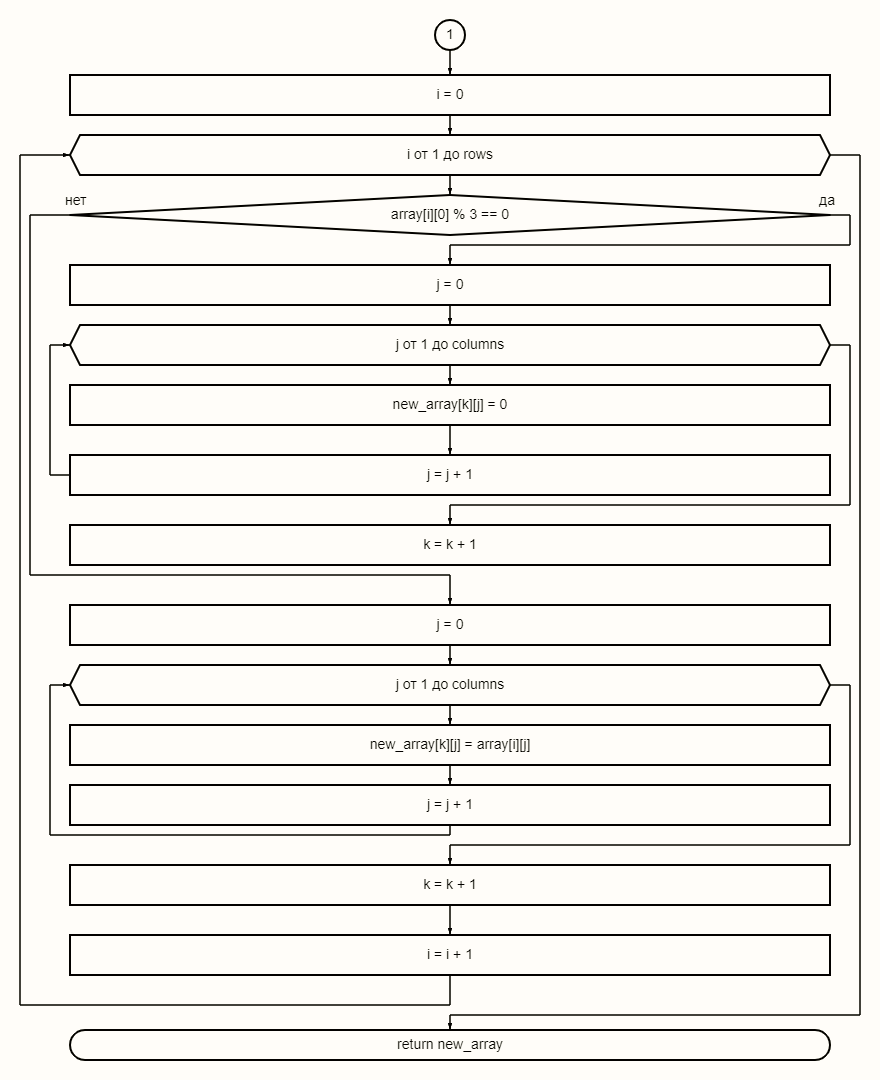 1
i = 0
i от 1 до rows
нет
да
array[i][0] % 3 == 0
j = 0
j от 1 до columns
new_array[k][j] = 0
j = j + 1
k = k + 1
j = 0
j от 1 до columns
new_array[k][j] = array[i][j]
j = j + 1
k = k + 1
i = i + 1
return new_array